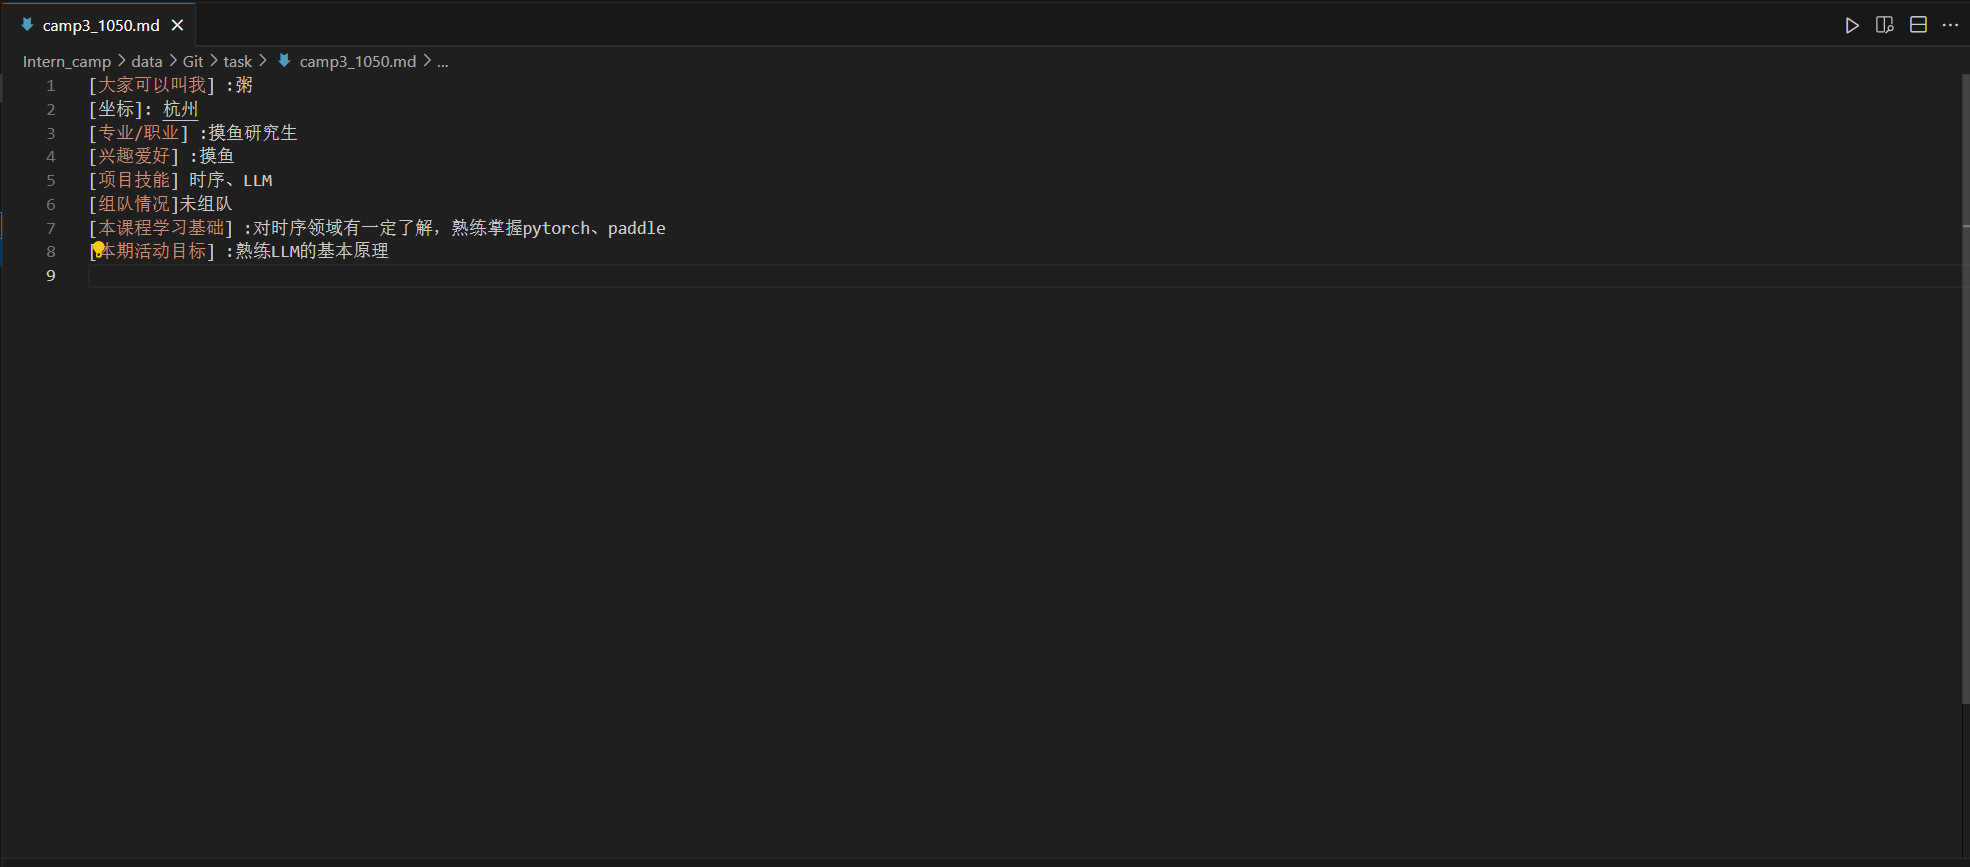 camp3_1050.md
Intern_camp > data > Git > task > camp3_1050.md > ...
1 [大家可以叫我] :粥
2 [坐标]: 杭州
3 [专业/职业] :摸鱼研究生
4 [兴趣爱好] :摸鱼
5 [项目技能] 时序、LLM
6 [组队情况]未组队
7 [本课程学习基础] :对时序领域有一定了解，熟练掌握pytorch、paddle
8 [本期活动目标] :熟练LLM的基本原理
9